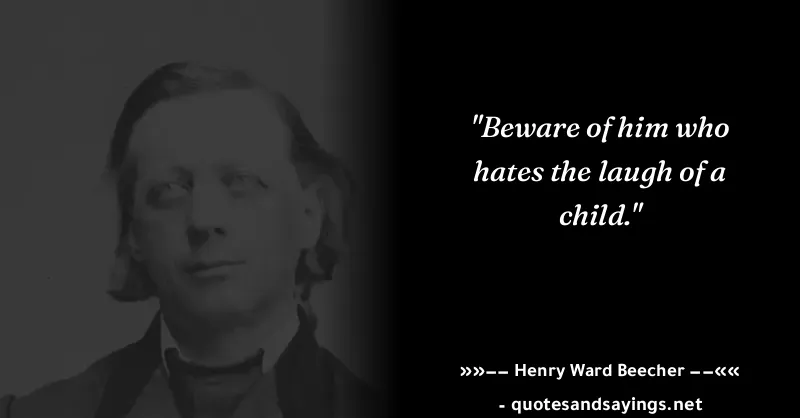 "Beware of him who
hates the laugh of a
child."
»»−− Henry Ward Beecher −−««
- quotesandsayings.net